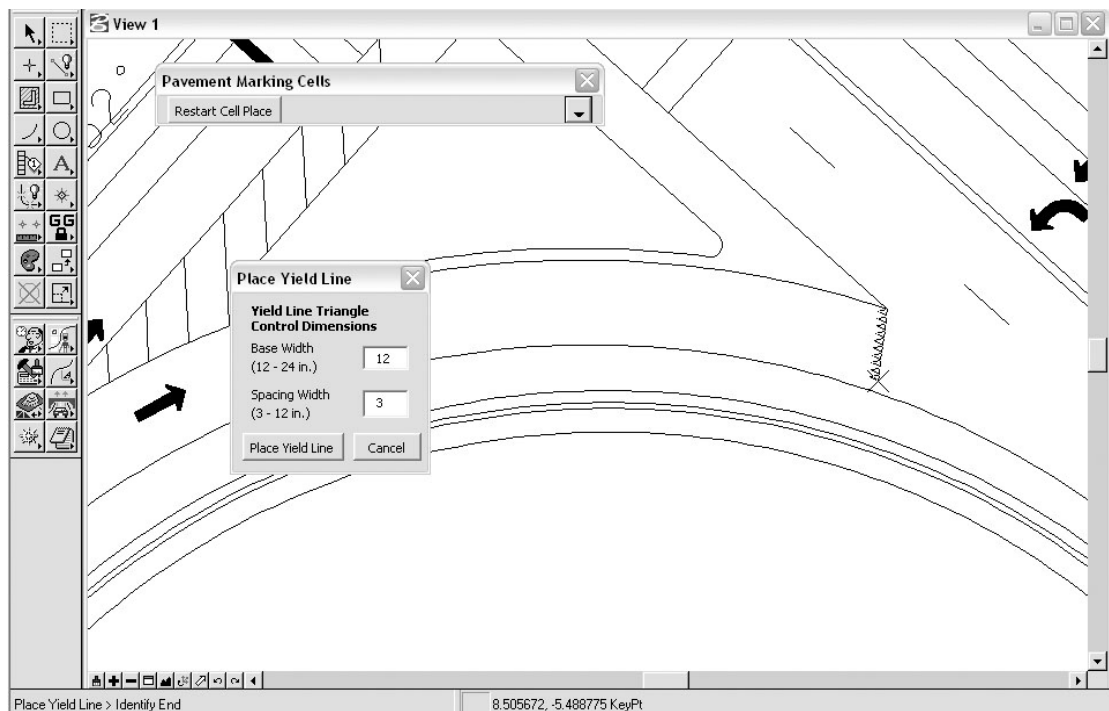 View 1
Pavement Marking Cells
Restart Cell Place
Place Yield Line
Yield Line Triangle
Control Dimensions
Base Width
(12 - 24 in.)
12
Spacing Width
(3 - 12 in.)
3
Place Yield Line
Cancel
GG
A
1
Place Yield Line > Identify End
8.505672, -5.488775 KeyPt